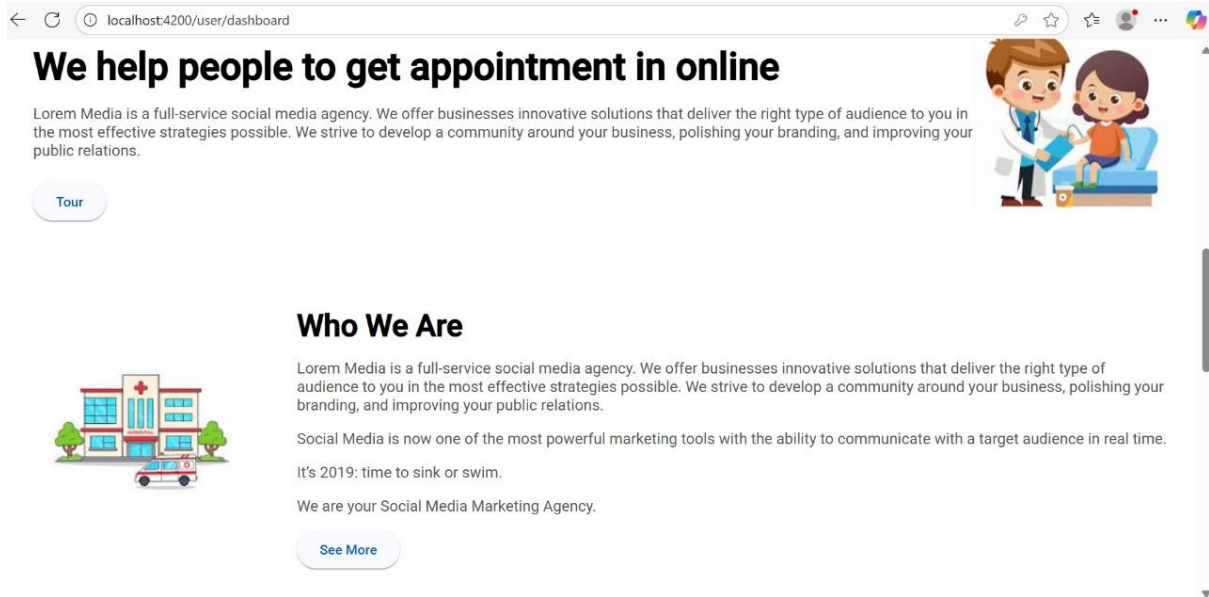 localhost:4200/user/dashboard
We help people to get appointment in online
Lorem Media is a full-service social media agency. We offer businesses innovative solutions that deliver the right type of audience to you in
the most effective strategies possible. We strive to develop a community around your business, polishing your branding, and improving your
public relations.
Tour
Who We Are
Lorem Media is a full-service social media agency. We offer businesses innovative solutions that deliver the right type of
audience to you in the most effective strategies possible. We strive to develop a community around your business, polishing your
branding, and improving your public relations.
Social Media is now one of the most powerful marketing tools with the ability to communicate with a target audience in real time.
It's 2019: time to sink or swim.
We are your Social Media Marketing Agency.
HOSPITAL
See More